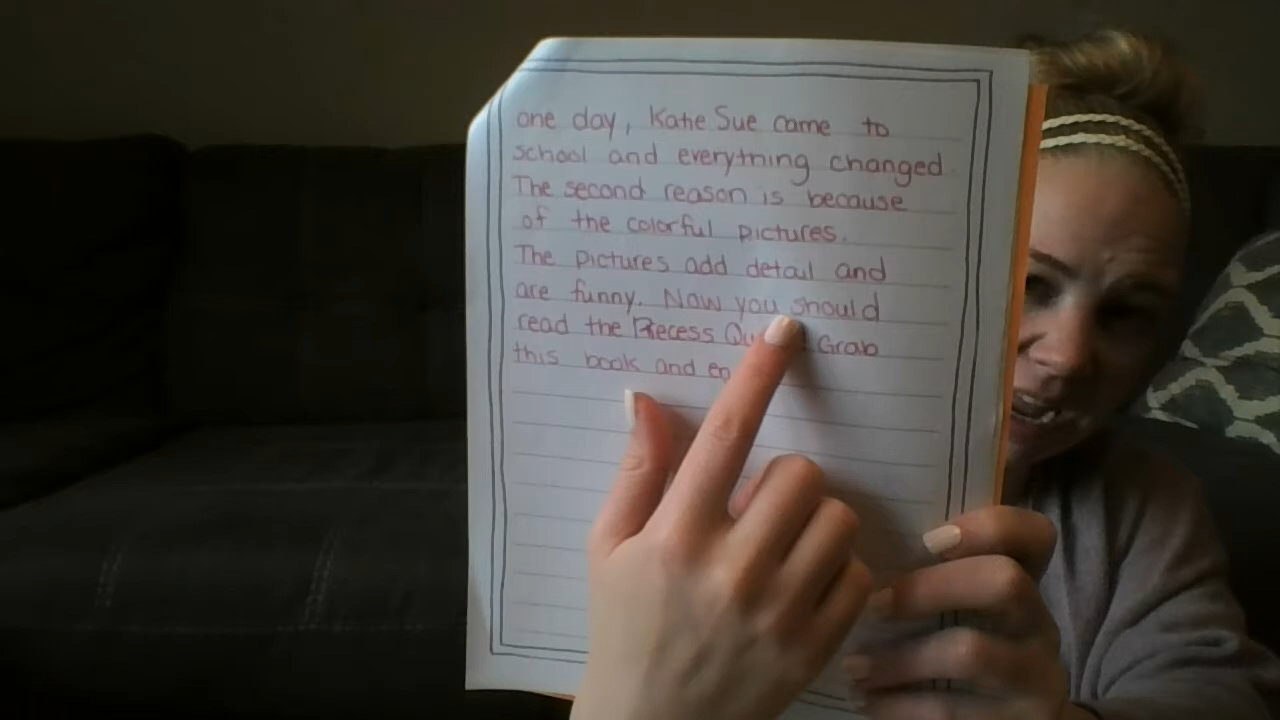 one day, Katie Sue came to
school and everything changed.
The second reason is because
of the colorful pictures.
The pictures add detail and
are funny. Now you should
read the Recess Grab
this book and